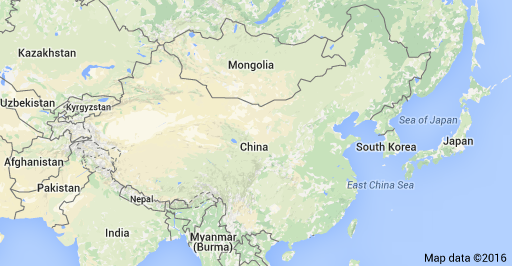 Kazakhstan
Mongolia
Uzbekistan
Kyrgyzstan
Sea of Japan
Japan
China
South Korea
Afghanistan
Pakistan
East China Sea
Nepal
India
Myanmar
(Burma)
Map data ©2016